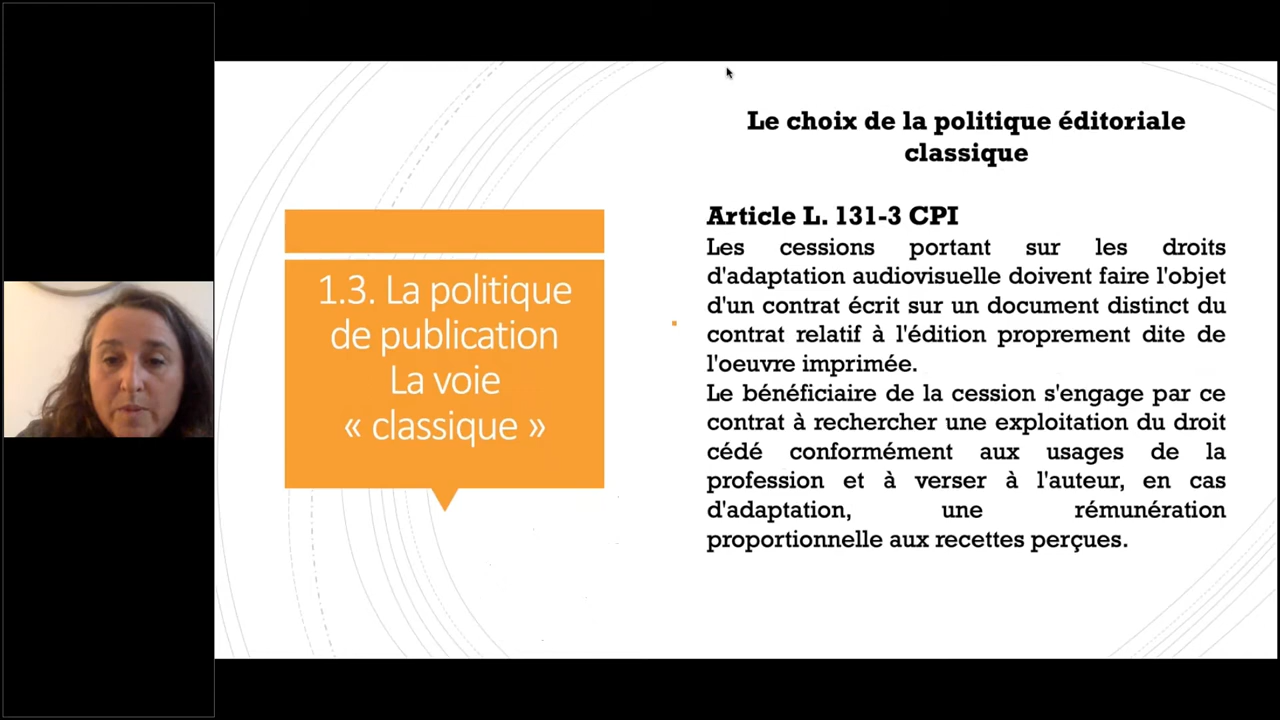 1.3. La politique
de publication
La voie
« classique »
Le choix de la politique éditoriale
classique
Article L. 131-3 CPI
Les cessions portant sur les droits
d'adaptation audiovisuelle doivent faire l'objet
d'un contrat écrit sur un document distinct du
contrat relatif à l'édition proprement dite de
l'oeuvre imprimée.
Le bénéficiaire de la cession s'engage par ce
contrat à rechercher une exploitation du droit
cédé conformément aux usages de la
profession et à verser à l'auteur, en cas
d'adaptation, une rémunération
proportionnelle aux recettes perçues.